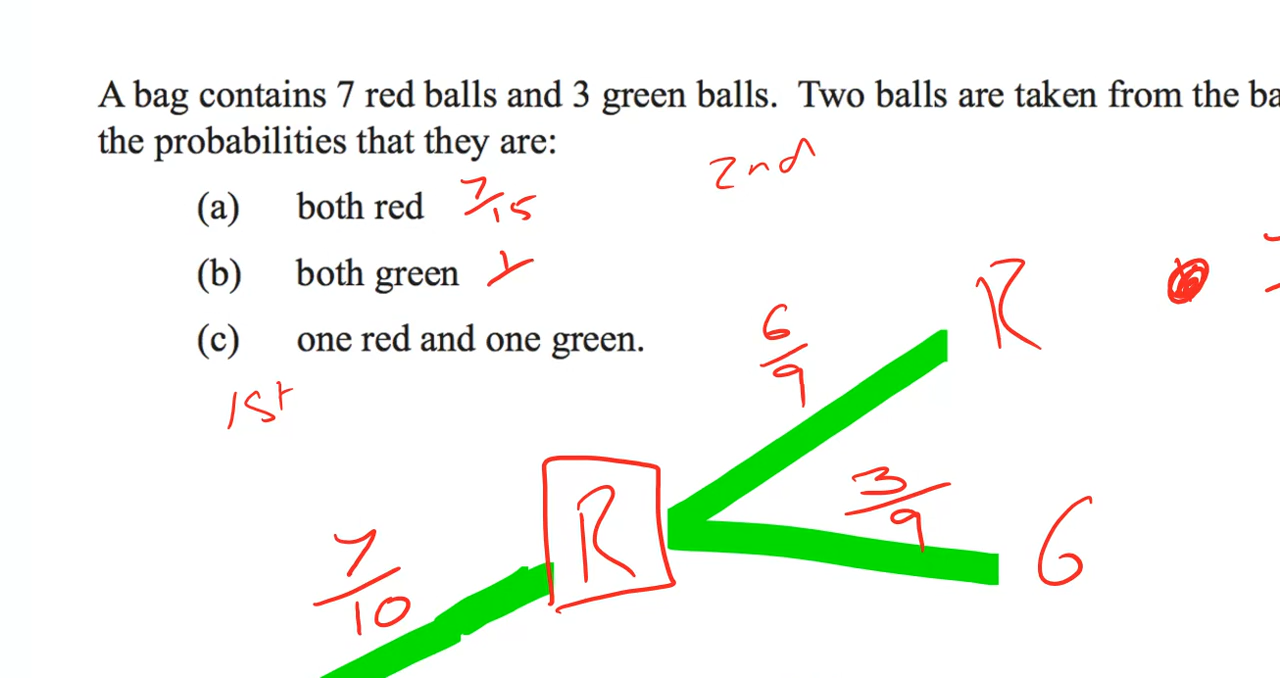 A bag contains 7 red balls and 3 green balls. Two balls are taken from the
the probabilities that they are:
2nd
(a) both red 7/15
(b) both green 1/
(c) one red and one green.
1st
R
6/9
3/9
R
G
7/10